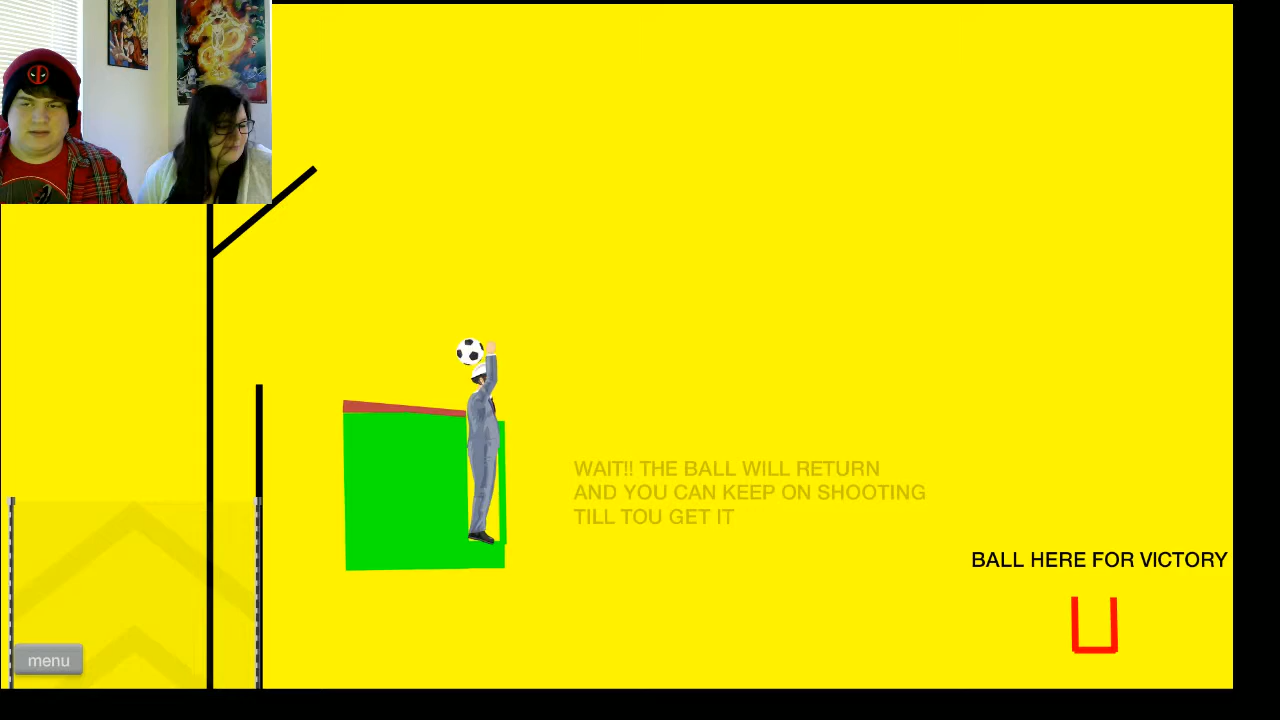 WAIT!! THE BALL WILL RETURN
AND YOU CAN KEEP ON SHOOTING
TILL TOU GET IT
BALL HERE FOR VICTORY
menu